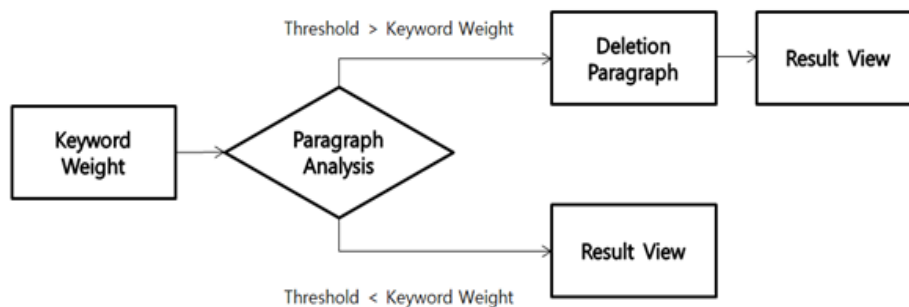 Threshold > Keyword Weight
Deletion
Paragraph
Result View
Keyword
Weight
Paragraph
Analysis
Result View
Threshold < Keyword Weight